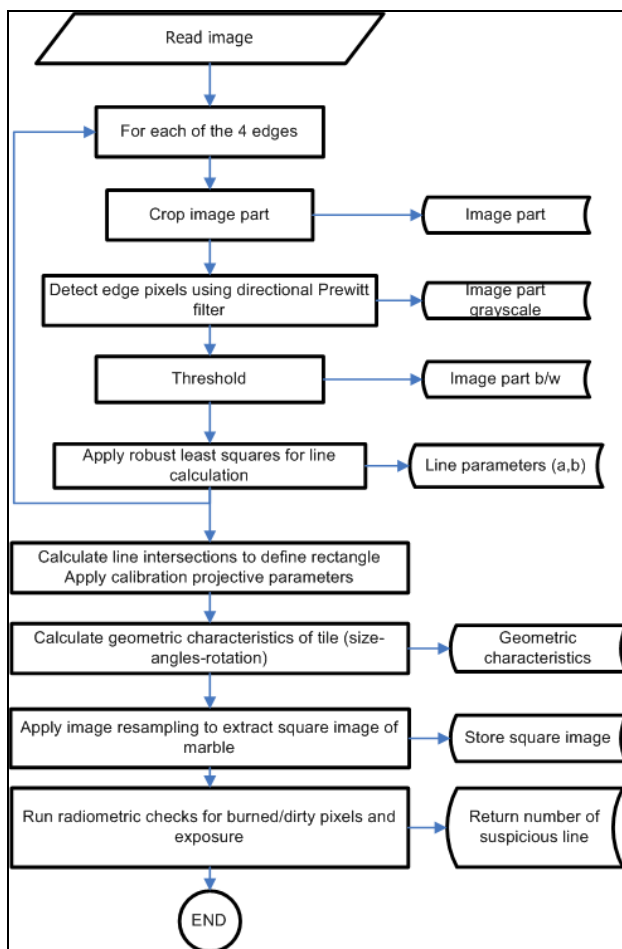 Read image
For each of the 4 edges
Crop image part
Image part
Detect edge pixels using directional Prewitt
filter
Image part
grayscale
Threshold
Image part b/w
Apply robust least squares for line
calculation
Line parameters (a,b)
Calculate line intersections to define rectangle
Apply calibration projective parameters
Calculate geometric characteristics of tile (size-
angles-rotation)
Geometric
characteristics
Apply image resampling to extract square image of
marble
Store square image
Run radiometric checks for burned/dirty pixels and
exposure
Return number of
suspicious line
END